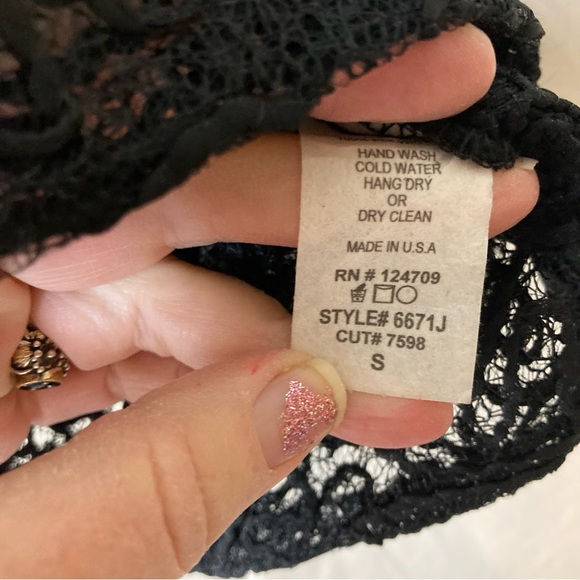 HAND WASH
COLD WATER
HANG DRY
OR
DRY CLEAN
MADE IN U.S.A
RN # 124709
STYLE# 6671J
CUT# 7598
S